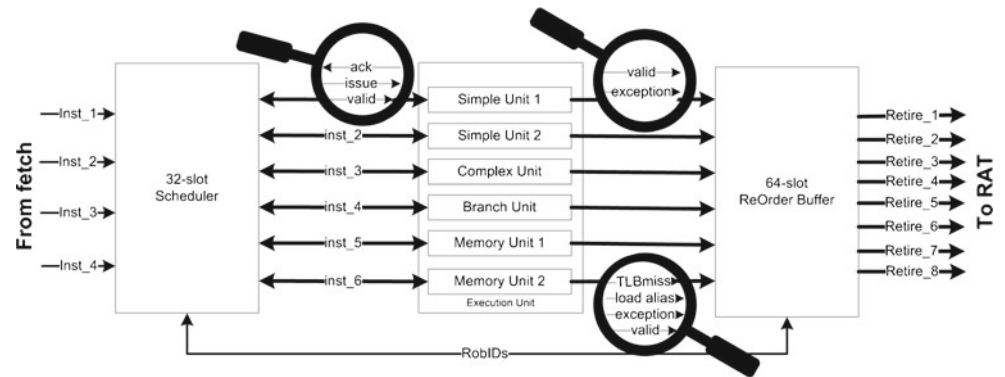 From fetch
Inst_1
Inst_2
Inst_3
Inst_4
32-slot
Scheduler
ack
issue
valid
inst_2
inst_3
inst_4
inst_5
inst_6
Simple Unit 1
Simple Unit 2
Complex Unit
Branch Unit
Memory Unit 1
Memory Unit 2
Execution Unit
valid
exception
TLBmiss
load alias
exception
valid
64-slot
ReOrder Buffer
Retire_1
Retire_2
Retire_3
Retire_4
Retire_5
Retire_6
Retire_7
Retire_8
To RAT
RobIDs